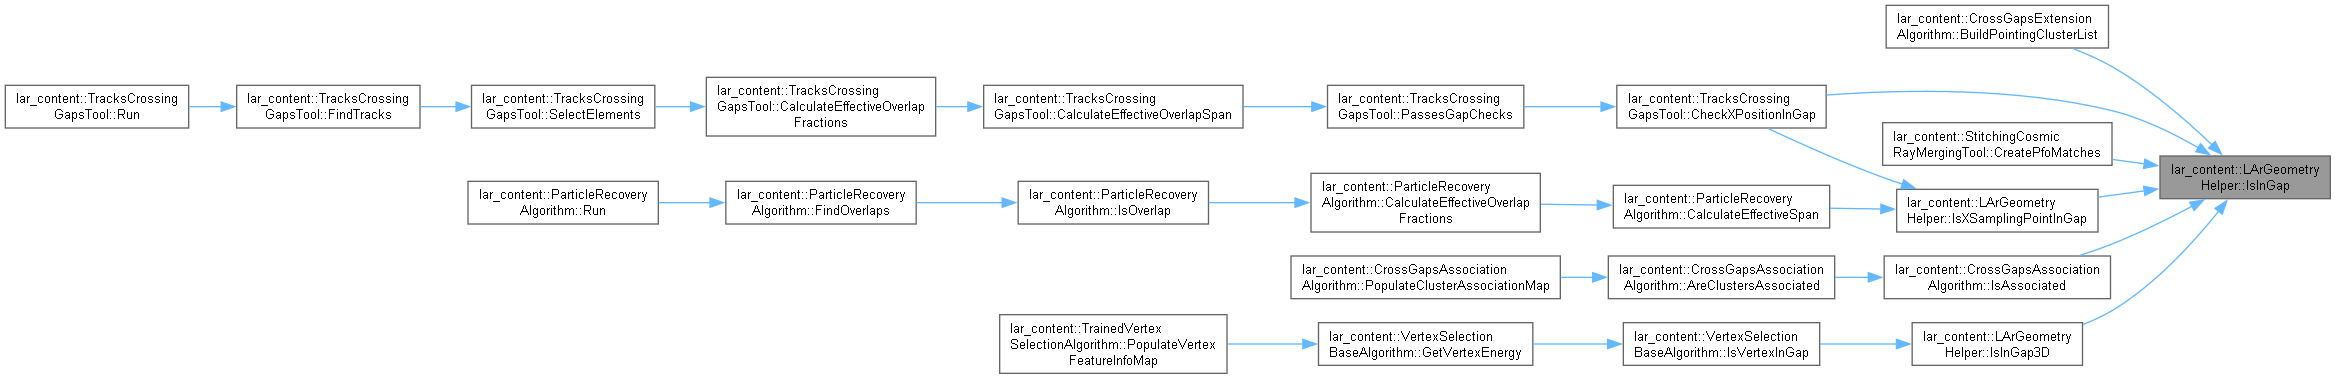 lar_content::CrossGapsExtension
Algorithm::BuildPointingClusterList
lar_content::TracksCrossing
GapsTool::Run
lar_content::TracksCrossing
GapsTool::FindTracks
lar_content::TracksCrossing
GapsTool::SelectElements
lar_content::TracksCrossing
GapsTool::CalculateEffectiveOverlap
Fractions
lar_content::TracksCrossing
GapsTool::CalculateEffectiveOverlapSpan
lar_content::TracksCrossing
GapsTool::PassesGapChecks
lar_content::TracksCrossing
GapsTool::CheckXPositionInGap
lar_content::StitchingCosmic
RayMergingTool::CreatePfoMatches
lar_content::LArGeometry
Helper::IsInGap
lar_content::ParticleRecovery
Algorithm::Run
lar_content::ParticleRecovery
Algorithm::FindOverlaps
lar_content::ParticleRecovery
Algorithm::IsOverlap
lar_content::ParticleRecovery
Algorithm::CalculateEffectiveOverlap
Fractions
lar_content::ParticleRecovery
Algorithm::CalculateEffectiveSpan
lar_content::LArGeometry
Helper::IsXSamplingPointInGap
lar_content::CrossGapsAssociation
Algorithm::PopulateClusterAssociationMap
lar_content::CrossGapsAssociation
Algorithm::AreClustersAssociated
lar_content::CrossGapsAssociation
Algorithm::IsAssociated
lar_content::TrainedVertex
SelectionAlgorithm::PopulateVertex
FeatureInfoMap
lar_content::VertexSelection
BaseAlgorithm::GetVertexEnergy
lar_content::VertexSelection
BaseAlgorithm::IsVertexInGap
lar_content::LArGeometry
Helper::IsInGap3D